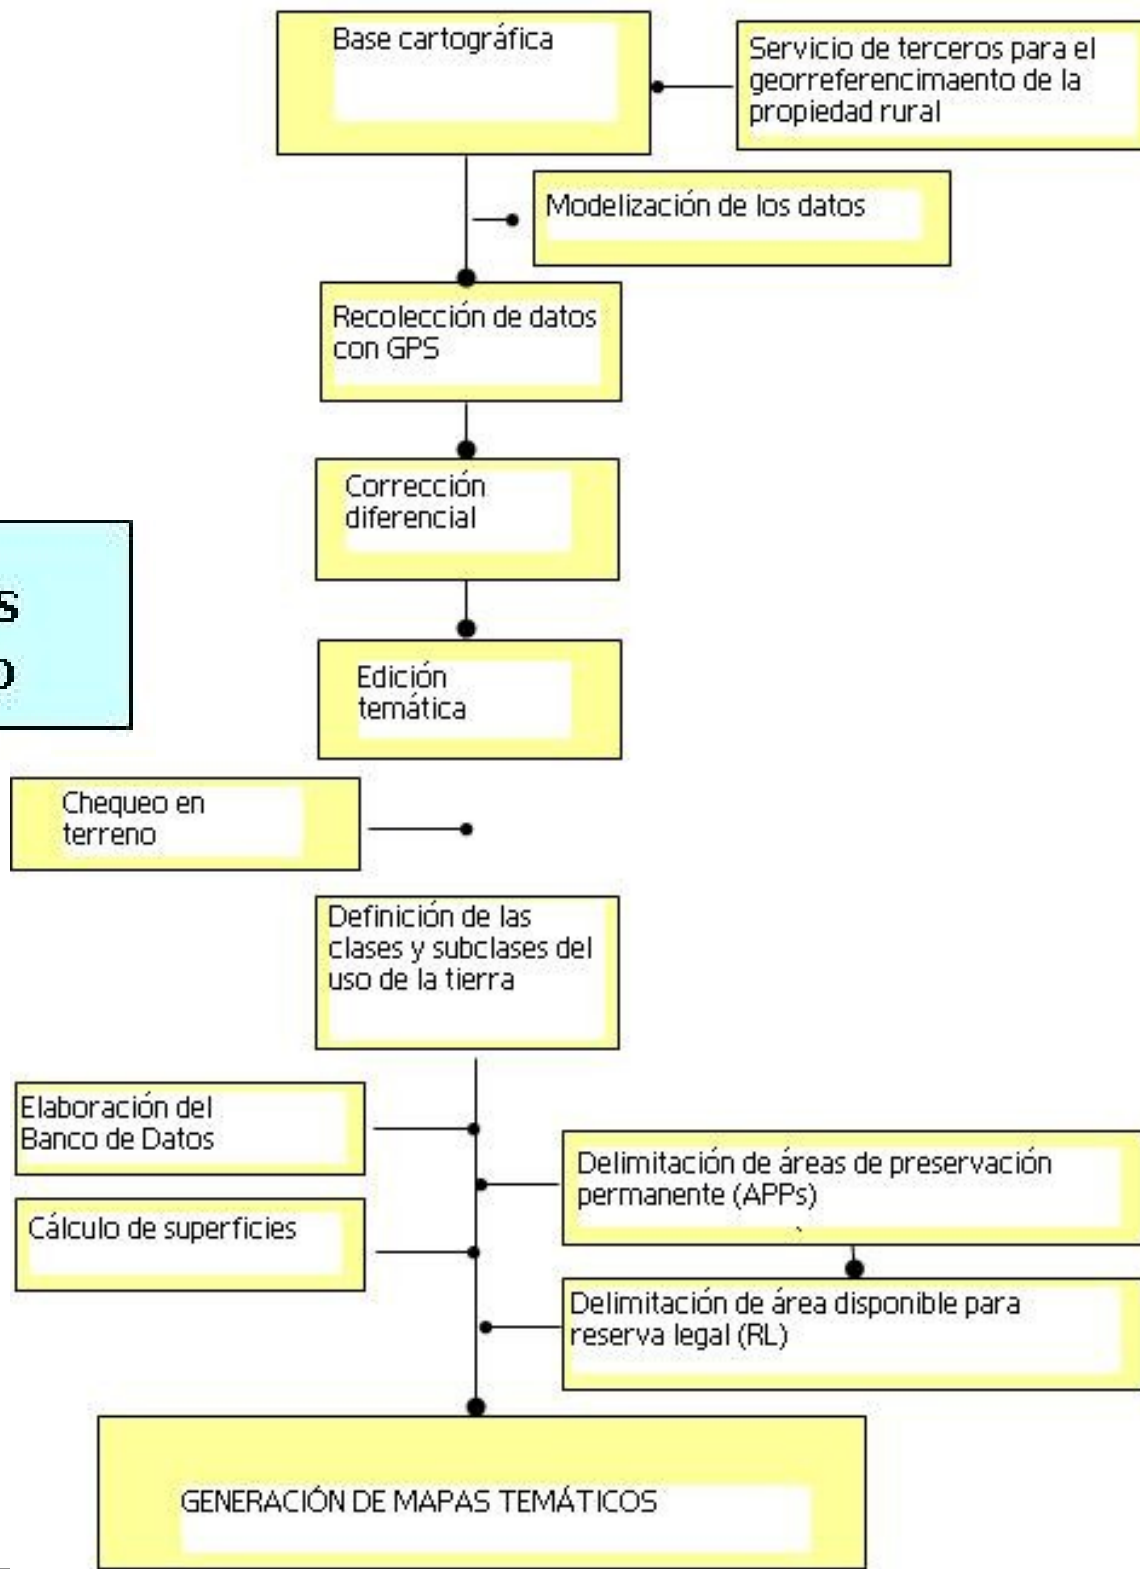 Base cartográfica
Servicio de terceros para el
georreferencimaento de la
propiedad rural
Modelización de los datos
Recolección de datos
con GPS
Corrección
diferencial
Edición
temática
Chequeo en
terreno
Definición de las
clases y subclases del
uso de la tierra
Elaboración del
Banco de Datos
Delimitación de áreas de preservación
permanente (APPs)
Cálculo de superficies
Delimitación de área disponible para
reserva legal (RL)
GENERACIÓN DE MAPAS TEMÁTICOS